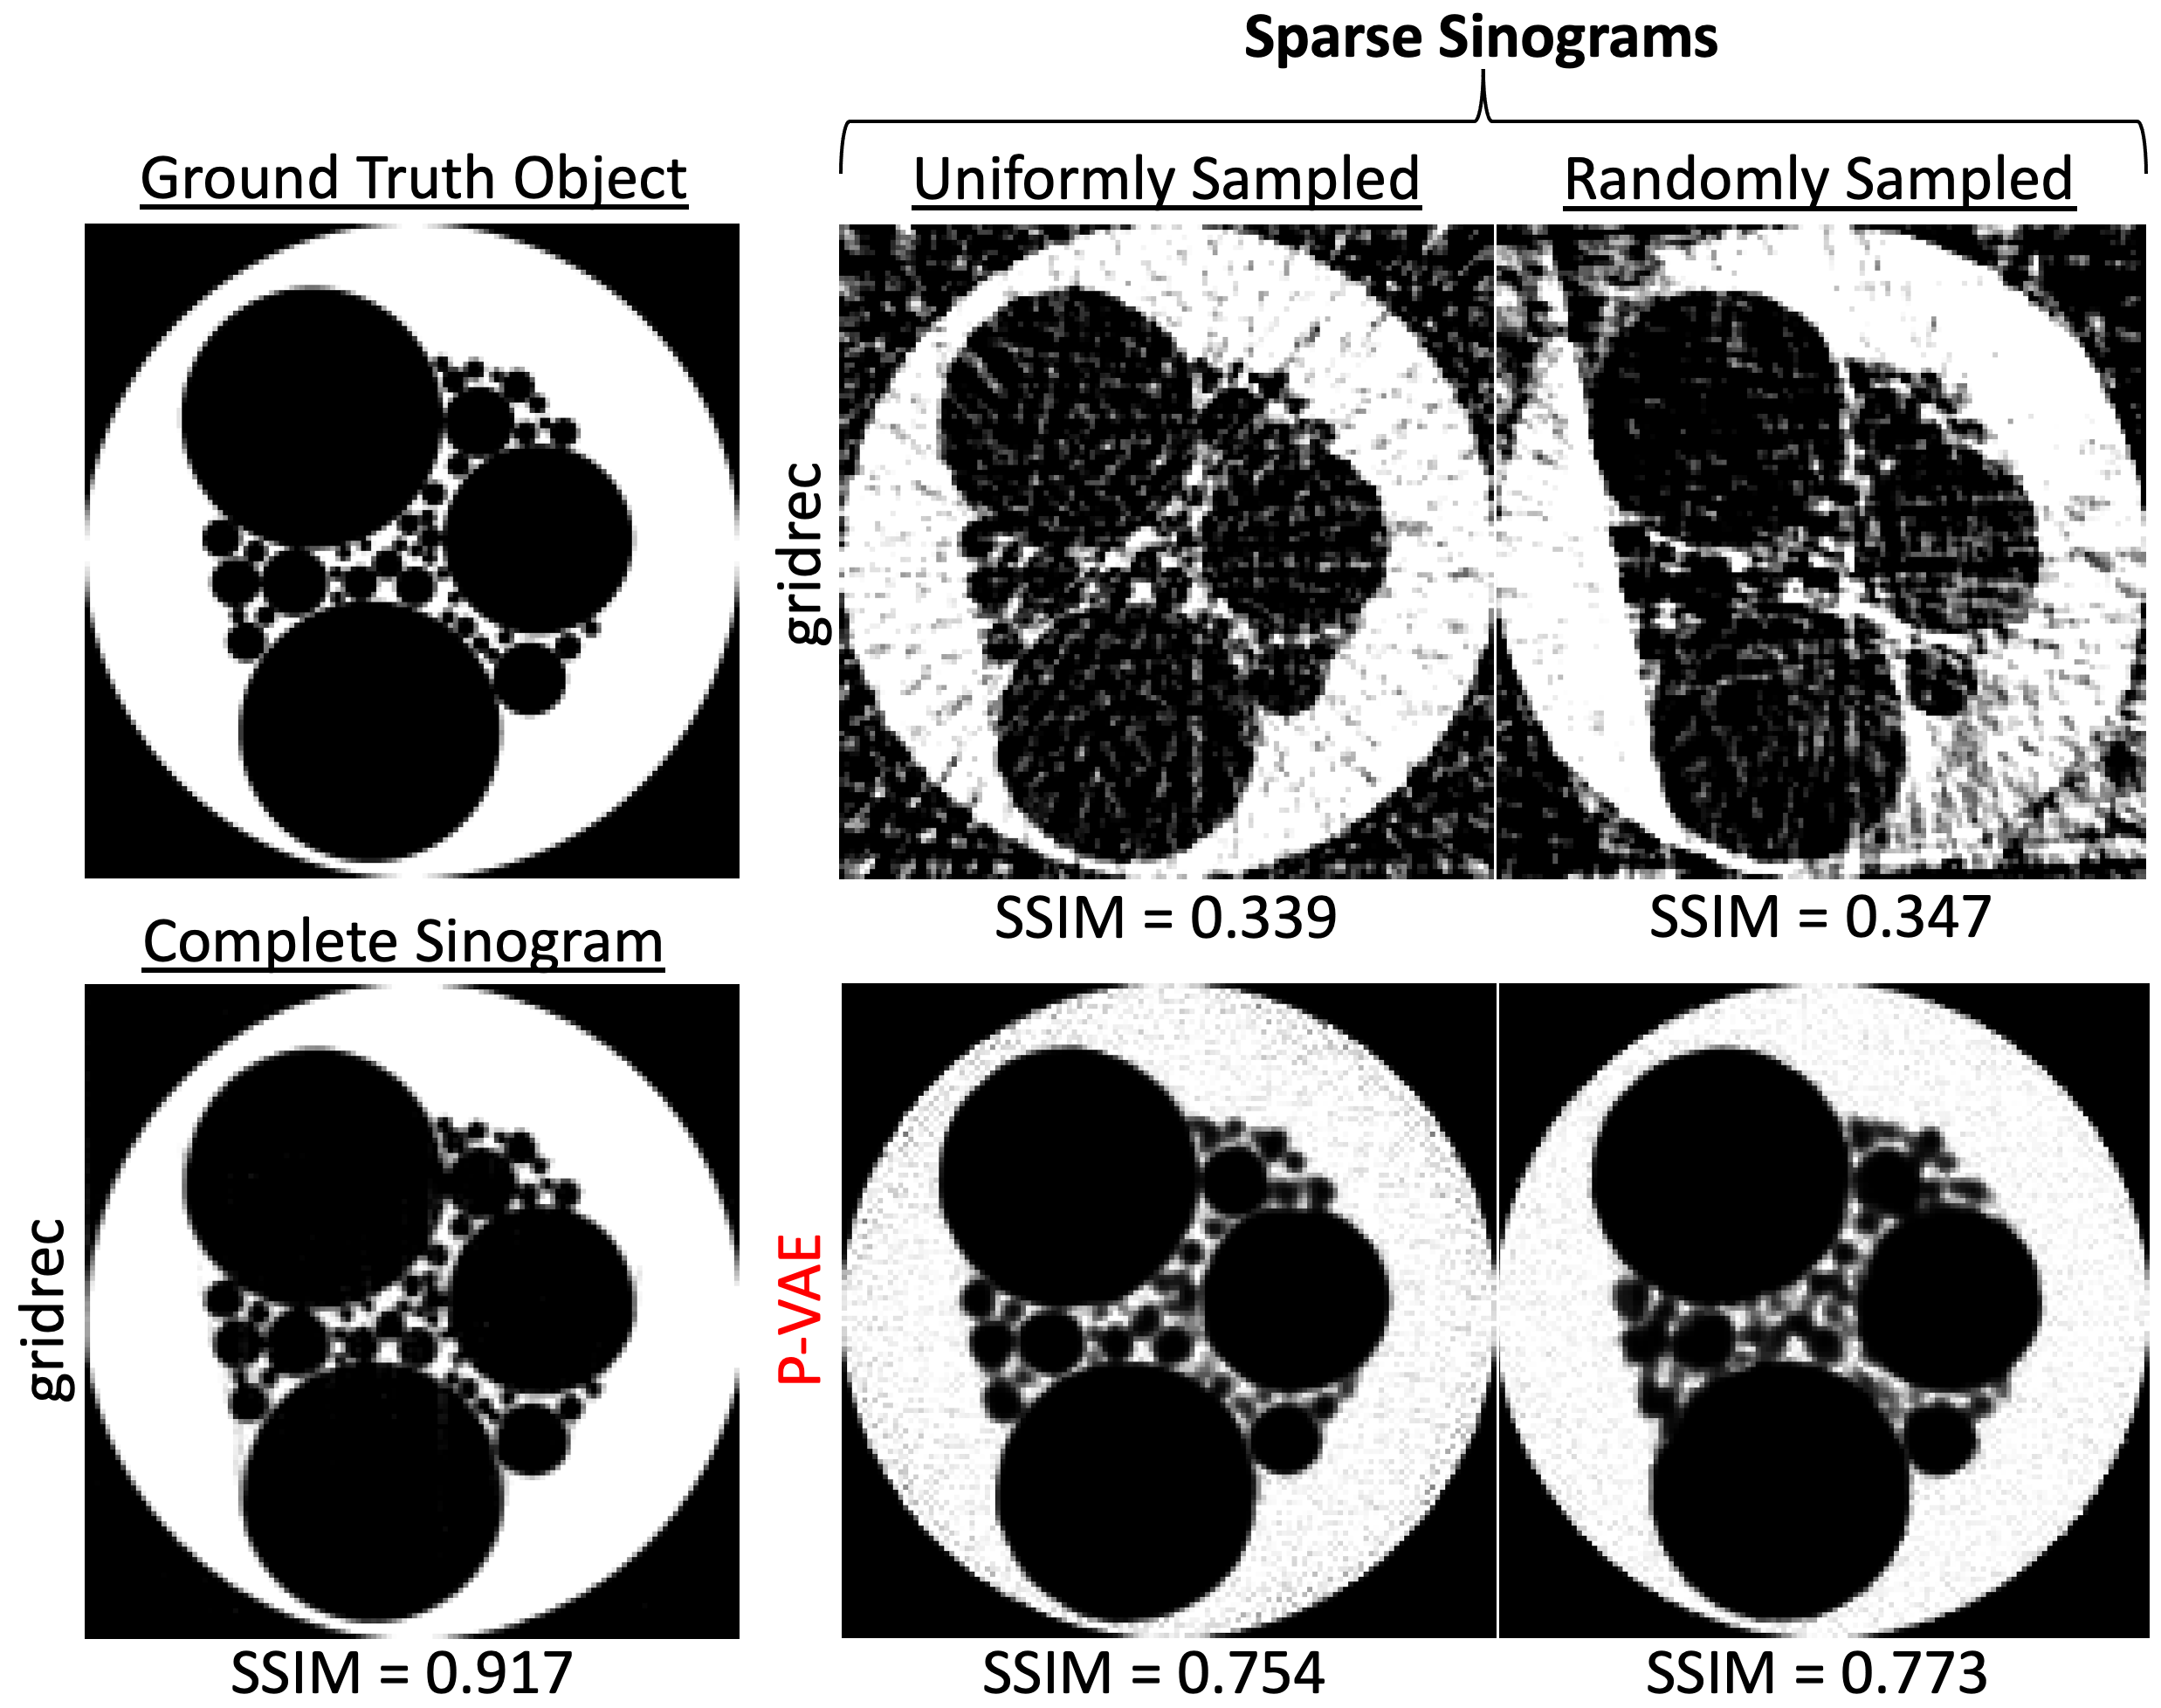 Sparse Sinograms
Ground Truth Object
Uniformly Sampled
Randomly Sampled
gridrec
SSIM = 0.339
SSIM = 0.347
Complete Sinogram
gridrec
P-VAE
SSIM = 0.917
SSIM = 0.754
SSIM = 0.773